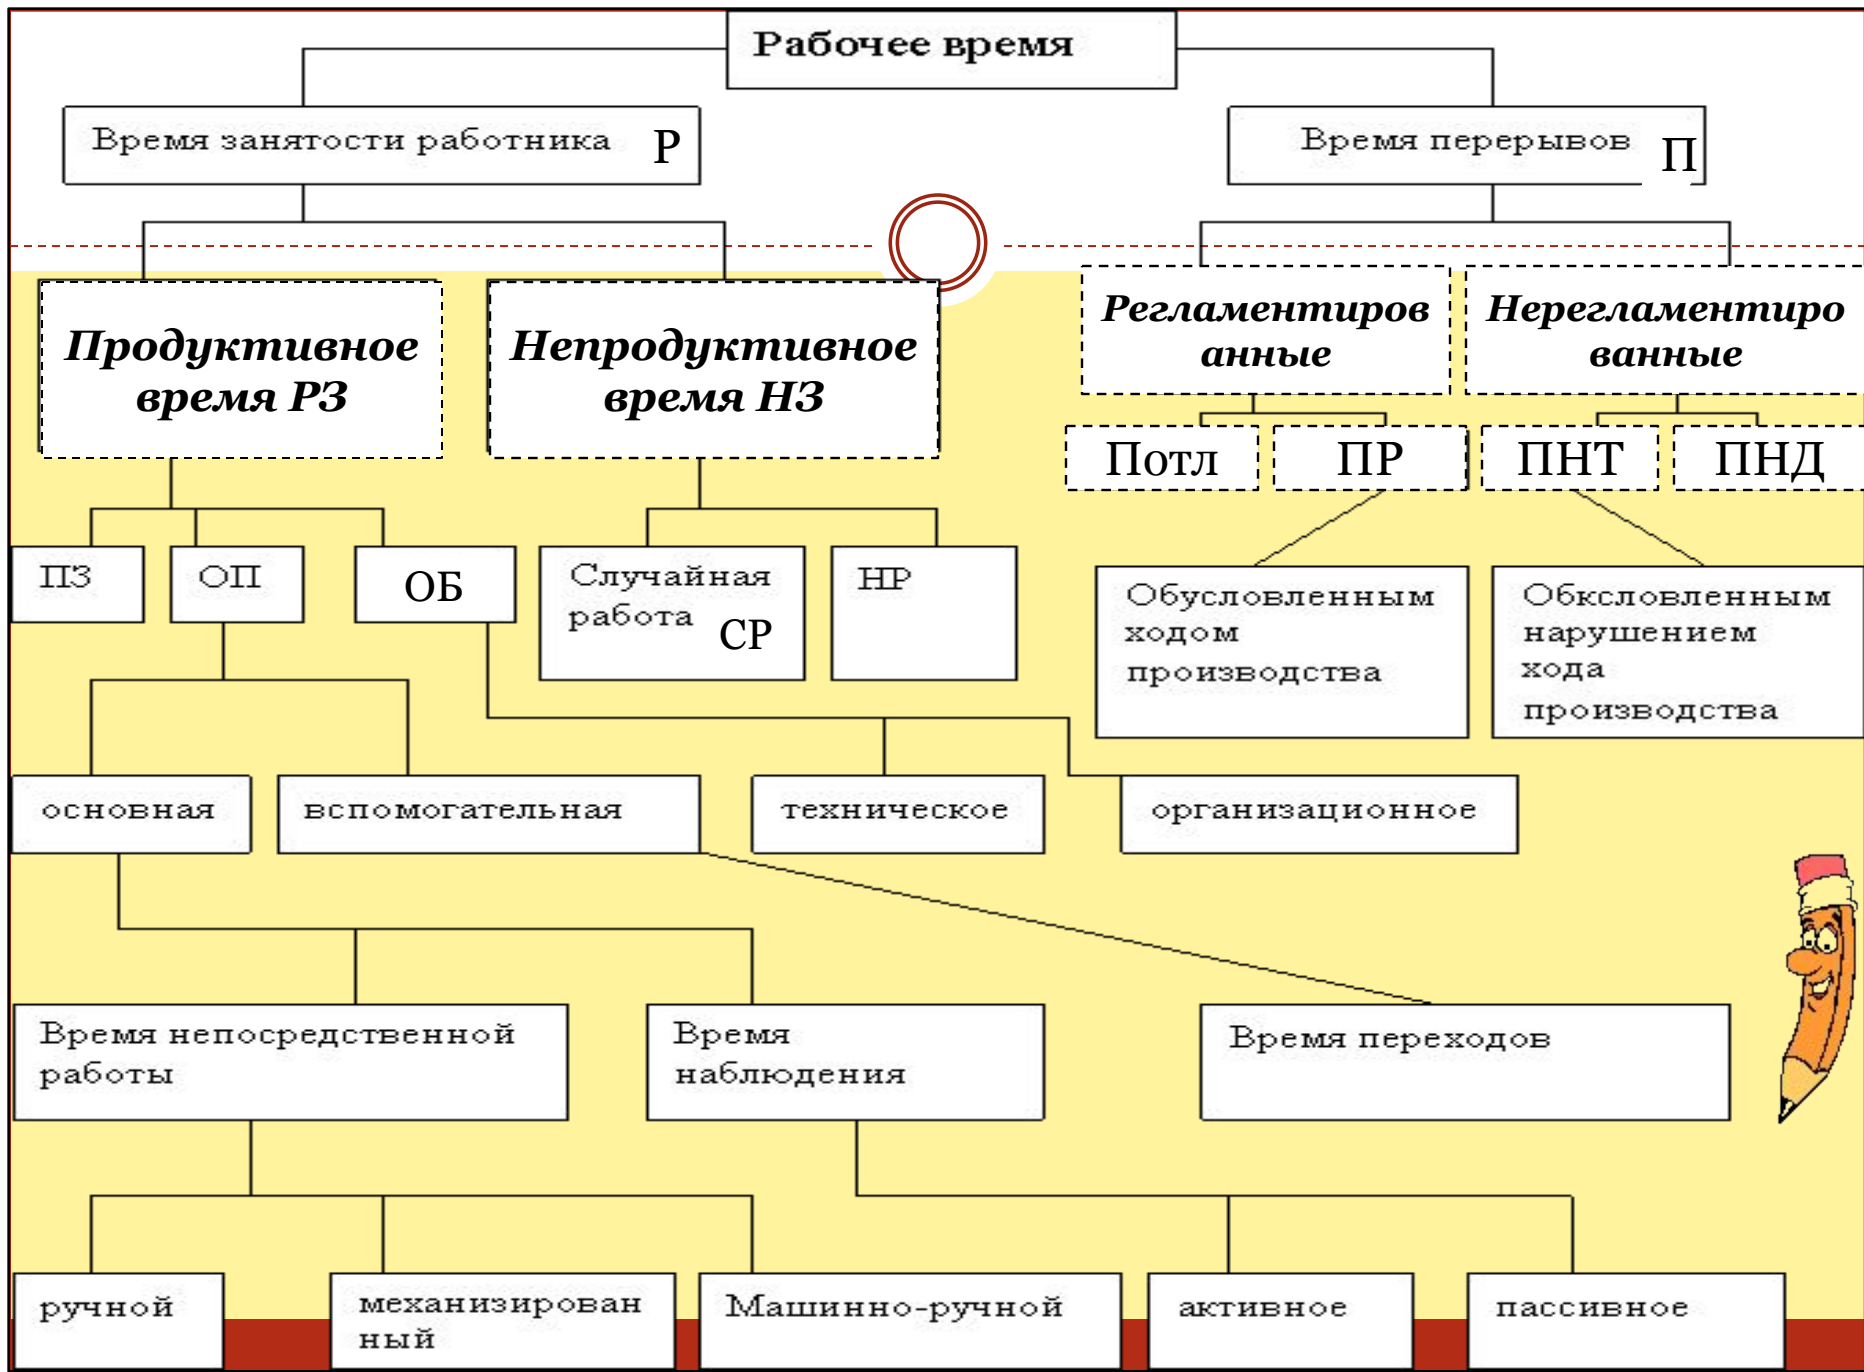 Рабочее время
Время занятости работника Р
Время перерывов П
Продуктивное
время РЗ
Непродуктивное
время НЗ
Регламентиров
анные
Нерегламентиро
ванные
Потл
ПР
ПНТ
ПНД
ПЗ
ОП
ОБ
Случайная
работа СР
НР
Обусловленным
ходом
производства
Обксловленным
нарушением
хода
производства
основная
вспомогательная
техническое
организационное
Время непосредственной
работы
Время
наблюдения
Время переходов
ручной
механизирован
ный
Машинно-ручной
активное
пассивное